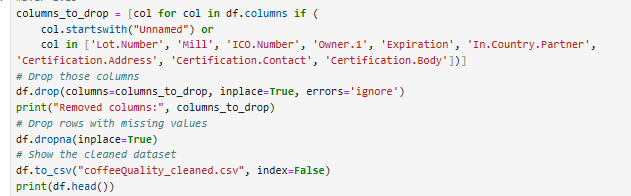 columns_to_drop = [col for col in df.columns if (
    col.startswith("Unnamed") or
    col in ['Lot.Number', 'Mill', 'ICO.Number', 'Owner.1', 'Expiration', 'In.Country.Partner',
'Certification.Address', 'Certification.Contact', 'Certification.Body'])]
# Drop those columns
df.drop(columns=columns_to_drop, inplace=True, errors='ignore')
print("Removed columns:", columns_to_drop)
# Drop rows with missing values
df.dropna(inplace=True)
# Show the cleaned dataset
df.to_csv("coffeeQuality_cleaned.csv", index=False)
print(df.head())